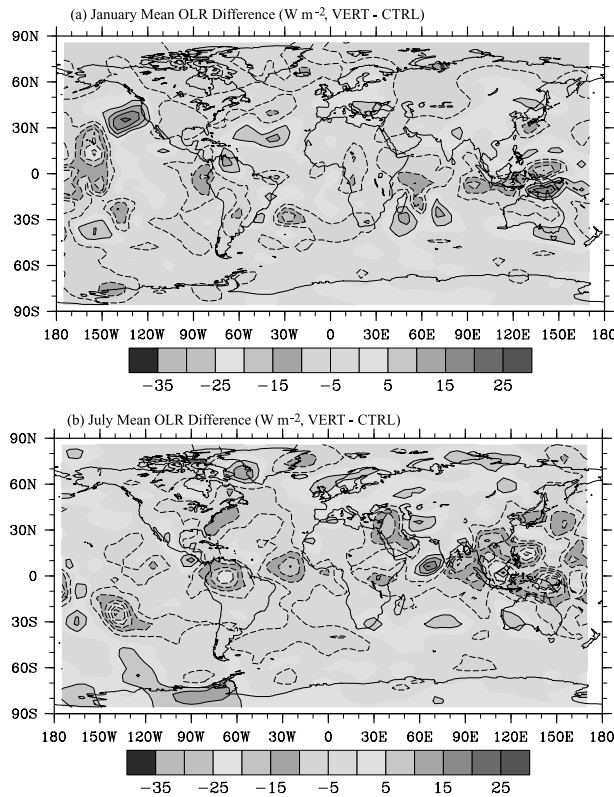 (a) January Mean OLR Difference (W m-2, VERT - CTRL)
90N
60N
30N
0
30S
60S
90S
180 150W 120W 90W 60W 30W 0 30E 60E 90E 120E 150E 180
-35 -25 -15 -5 5 15 25
(b) July Mean OLR Difference (W m-2, VERT - CTRL)
90N
60N
30N
0
30S
60S
90S
180 150W 120W 90W 60W 30W 0 30E 60E 90E 120E 150E 180
-35 -25 -15 -5 5 15 25